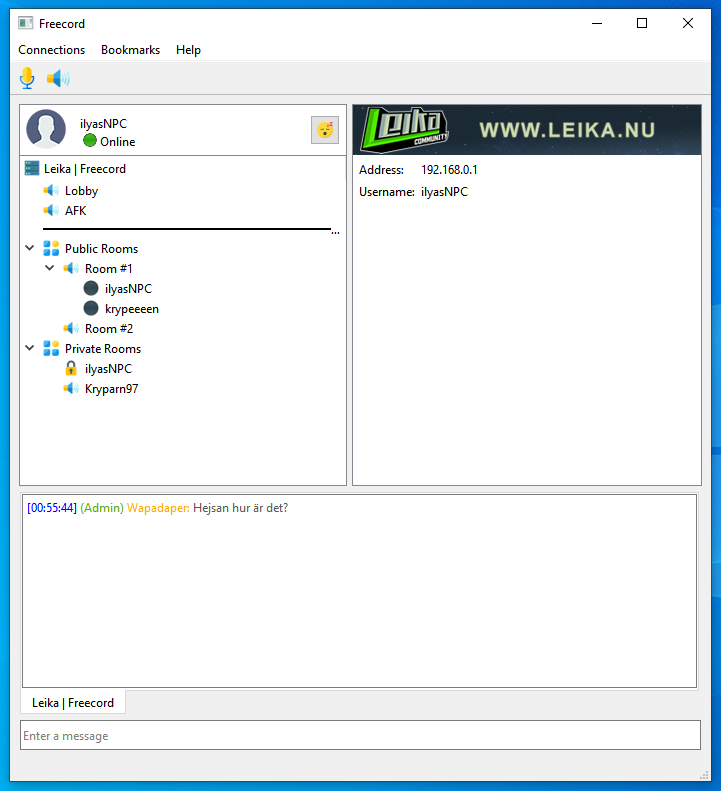 Freecord
Connections Bookmarks Help
ilyasNPC
Online
Leika | Freecord
Lobby
AFK
...
Public Rooms
Room #1
ilyasNPC
krypeeeen
Room #2
Private Rooms
ilyasNPC
Kryparn97
Leika COMMUNITY
WWW.LEIKA.NU
Address: 192.168.0.1
Username: ilyasNPC
[00:55:44] (Admin) Wapadaper: Hejsan hur är det?
Leika | Freecord
Enter a message